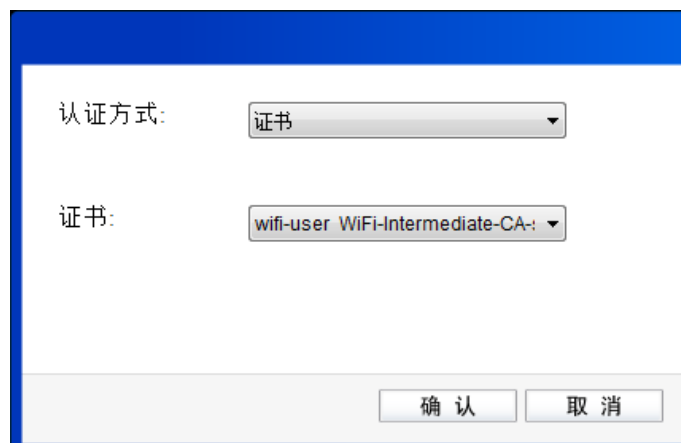 认证方式: 证书
证书: wifi-user WiFi-Intermediate-CA-
确 认 取 消